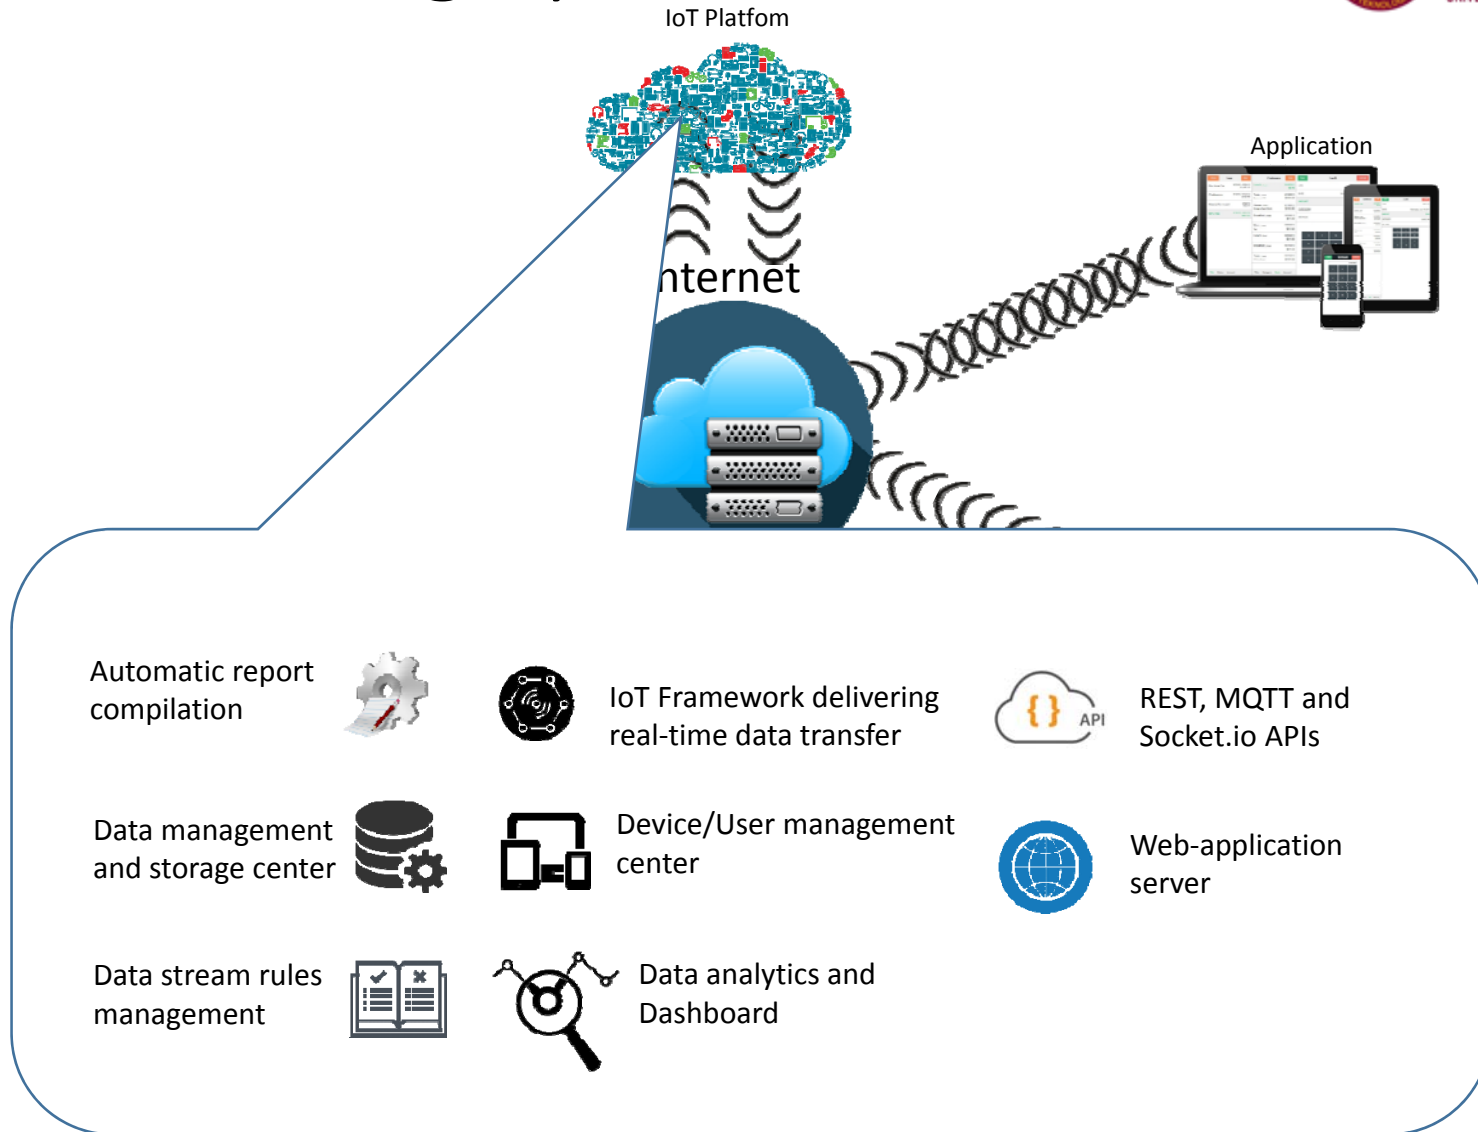 IoT Platfom
Application
nternet
Automatic report
compilation
IoT Framework delivering
real-time data transfer
{ } API
REST, MQTT and
Socket.io APIs
Data management
and storage center
Device/User management
center
Web-application
server
Data stream rules
management
Data analytics and
Dashboard